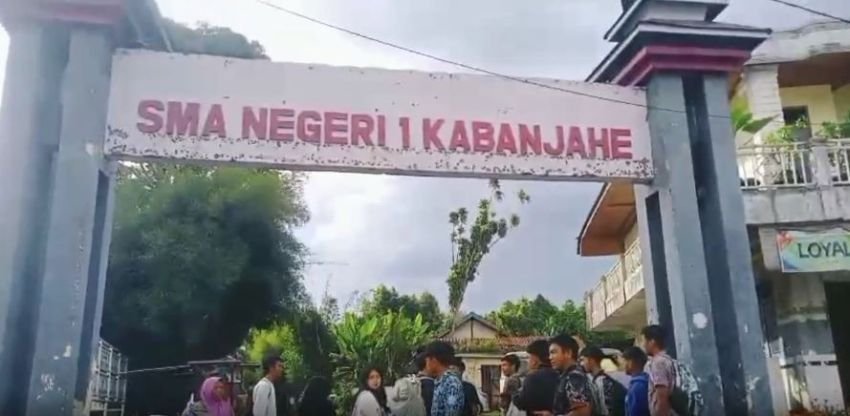 SMA NEGERI 1 KABANJAHE
LOYAL